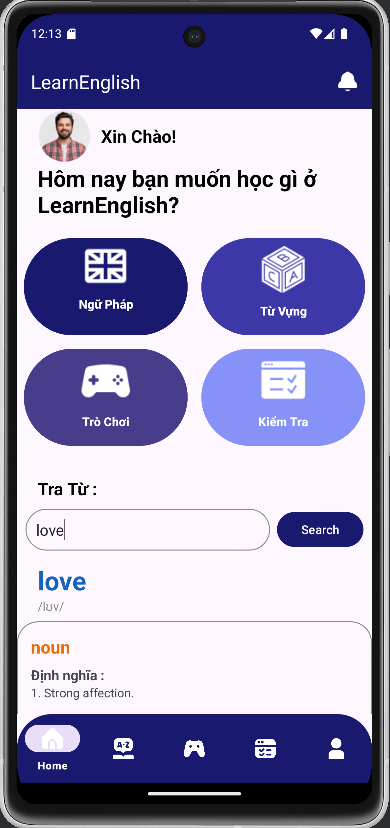 12:13
LearnEnglish
Xin Chào!
Hôm nay bạn muốn học gì ở
LearnEnglish?
Ngữ Pháp
B
C A
Từ Vựng
Trò Chơi
Kiểm Tra
Tra Từ :
love
Search
love
/lʊv/
noun
Định nghĩa :
1. Strong affection.
A-Z
Home